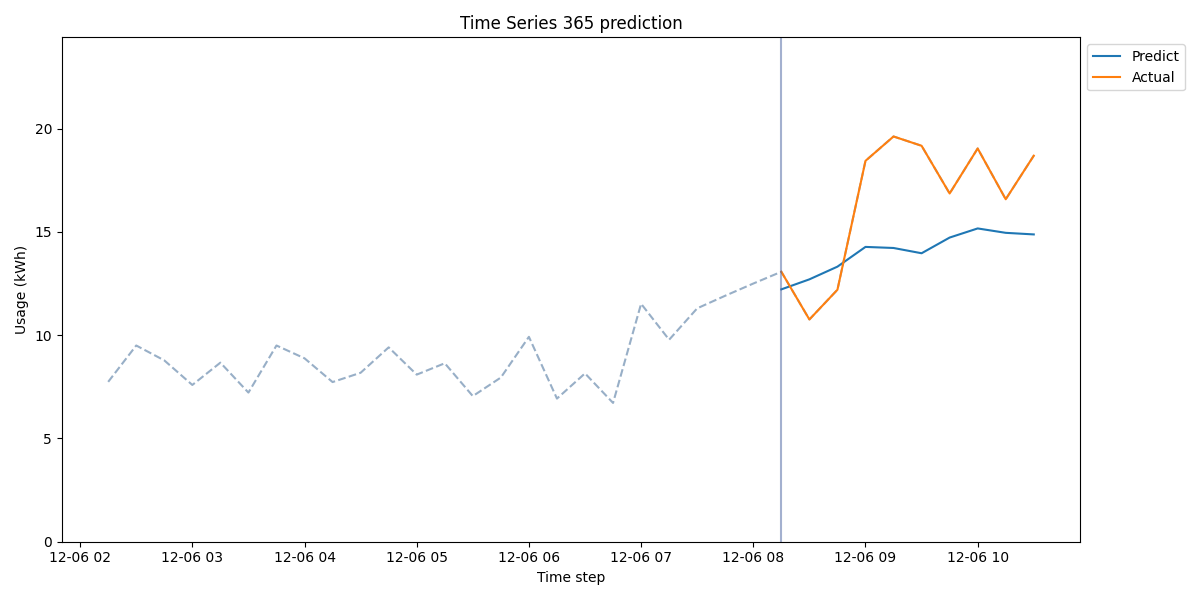 Time Series 365 prediction
Predict
Actual
Usage (kWh)
20
15
10
5
0
12-06 02 12-06 03 12-06 04 12-06 05 12-06 06 12-06 07 12-06 08 12-06 09 12-06 10
Time step